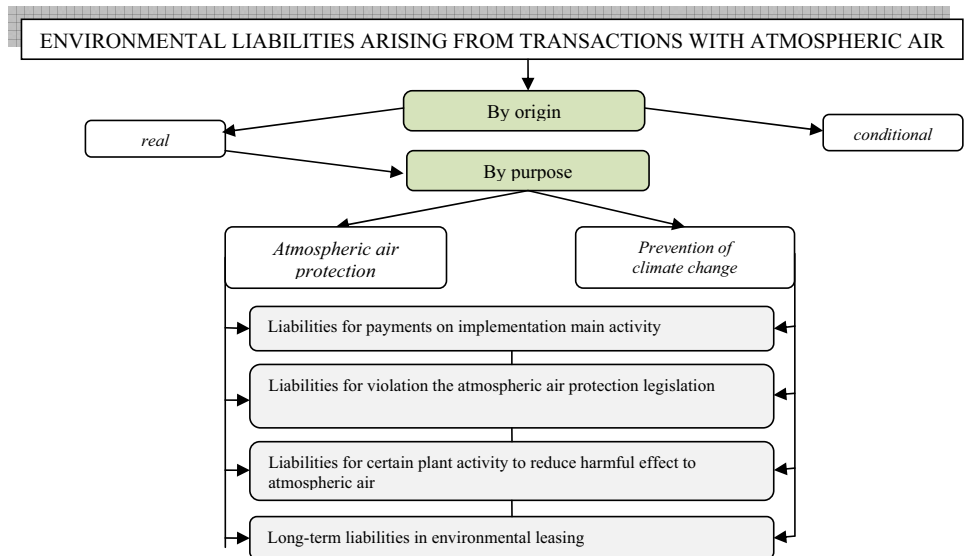 ENVIRONMENTAL LIABILITIES ARISING FROM TRANSACTIONS WITH ATMOSPHERIC AIR
By origin
real
conditional
By purpose
Atmospheric air
protection
Prevention of
climate change
Liabilities for payments on implementation main activity
Liabilities for violation the atmospheric air protection legislation
Liabilities for certain plant activity to reduce harmful effect to
atmospheric air
Long-term liabilities in environmental leasing